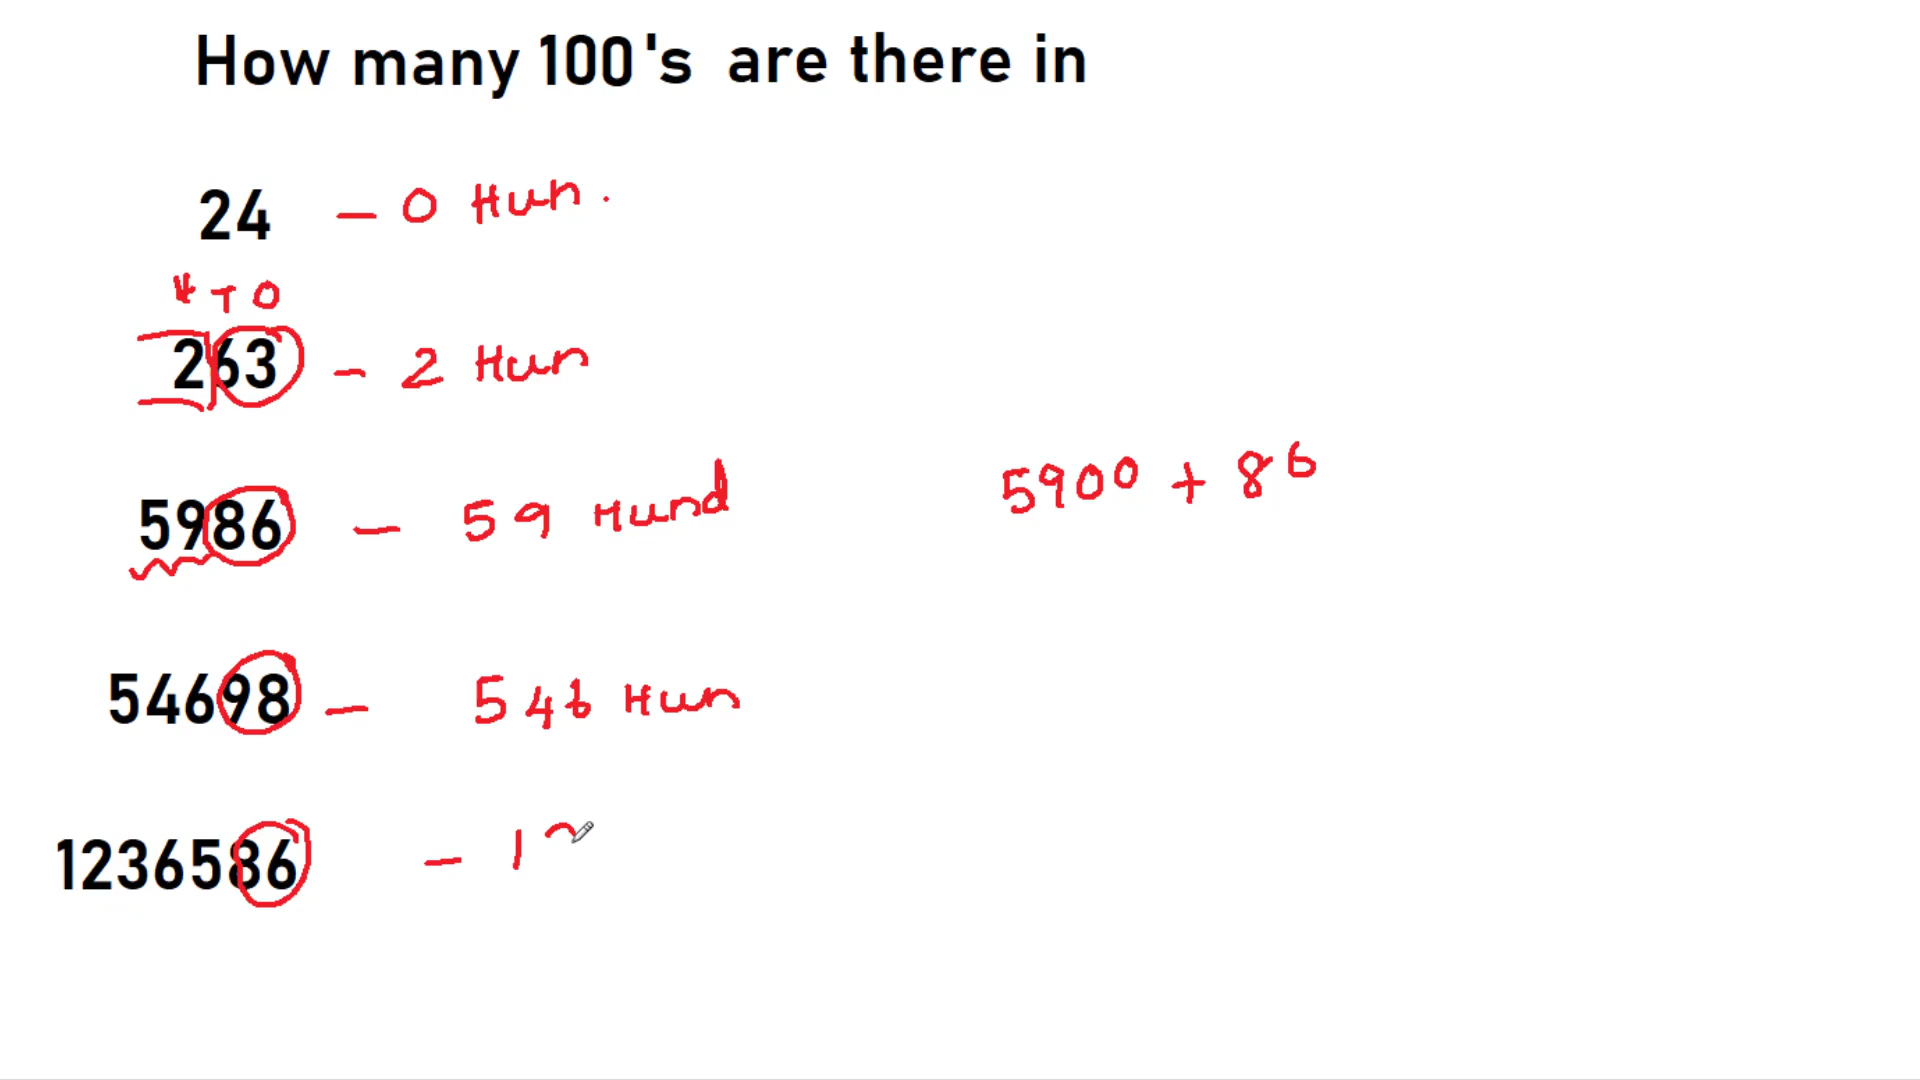 How many 100's are there in
24 – 0 Hun.
H T O
263 – 2 Hun
5986 – 59 Hund 5900 + 86
54698 – 546 Hun
1236586 – 1